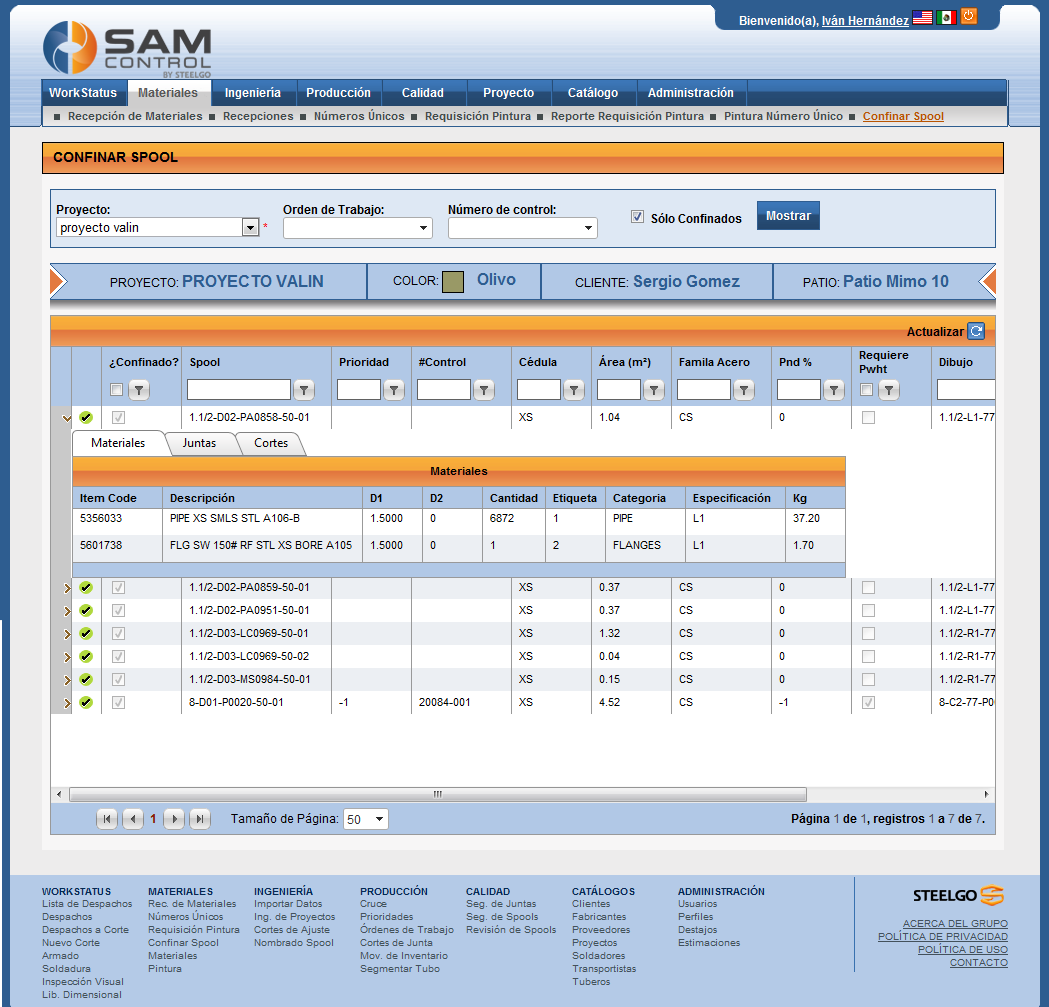 Bienvenido(a), Iván Hernández
SAM
CONTROL
BY STEELGO
WorkStatus Materiales Ingeniería Producción Calidad Proyecto Catálogo Administración
Recepción de Materiales Recepciones Números Únicos Requisición Pintura Reporte Requisición Pintura Pintura Número Único Confinar Spool
CONFINAR SPOOL
Proyecto: Orden de Trabajo: Número de control:
proyecto valin * Sólo Confinados Mostrar
PROYECTO: PROYECTO VALIN COLOR: Olivo CLIENTE: Sergio Gomez PATIO: Patio Mimo 10
Actualizar
¿Confinado? Spool Prioridad #Control Cédula Área (m²) Famila Acero Pnd % Requiere Pwht Dibujo
1.1/2-D02-PA0858-50-01 XS 1.04 CS 0 1.1/2-L1-77
Materiales Juntas Cortes
Materiales
Item Code Descripción D1 D2 Cantidad Etiqueta Categoria Especificación Kg
5356033 PIPE XS SMLS STL A106-B 1.5000 0 6872 1 PIPE L1 37.20
5601738 FLG SW 150# RF STL XS BORE A105 1.5000 0 1 2 FLANGES L1 1.70
1.1/2-D02-PA0859-50-01 XS 0.37 CS 0 1.1/2-L1-77
1.1/2-D02-PA0951-50-01 XS 0.37 CS 0 1.1/2-L1-77
1.1/2-D03-LC0969-50-01 XS 1.32 CS 0 1.1/2-R1-77
1.1/2-D03-LC0969-50-02 XS 0.04 CS 0 1.1/2-R1-77
1.1/2-D03-MS0984-50-01 XS 0.15 CS 0 1.1/2-R1-77
8-D01-P0020-50-01 -1 20084-001 XS 4.52 CS -1 8-C2-77-P0
1 Tamaño de Página: 50 Página 1 de 1, registros 1 a 7 de 7.
WORKSTATUS MATERIALES INGENIERÍA PRODUCCIÓN CALIDAD CATÁLOGOS ADMINISTRACIÓN
Lista de Despachos Rec. de Materiales Importar Datos Cruce Seg. de Juntas Clientes Usuarios
Despachos Números Únicos Ing. de Proyectos Prioridades Seg. de Spools Fabricantes Perfiles
Despachos a Corte Requisición Pintura Cortes de Ajuste Órdenes de Trabajo Revisión de Spools Proveedores Destajos
Nuevo Corte Confinar Spool Nombrado Spool Cortes de Junta Proyectos Estimaciones
Armado Materiales Mov. de Inventario Soldadores
Soldadura Pintura Segmentar Tubo Transportistas
Inspección Visual Tuberos
Lib. Dimensional
STEELGO
ACERCA DEL GRUPO
POLÍTICA DE PRIVACIDAD
POLÍTICA DE USO
CONTACTO